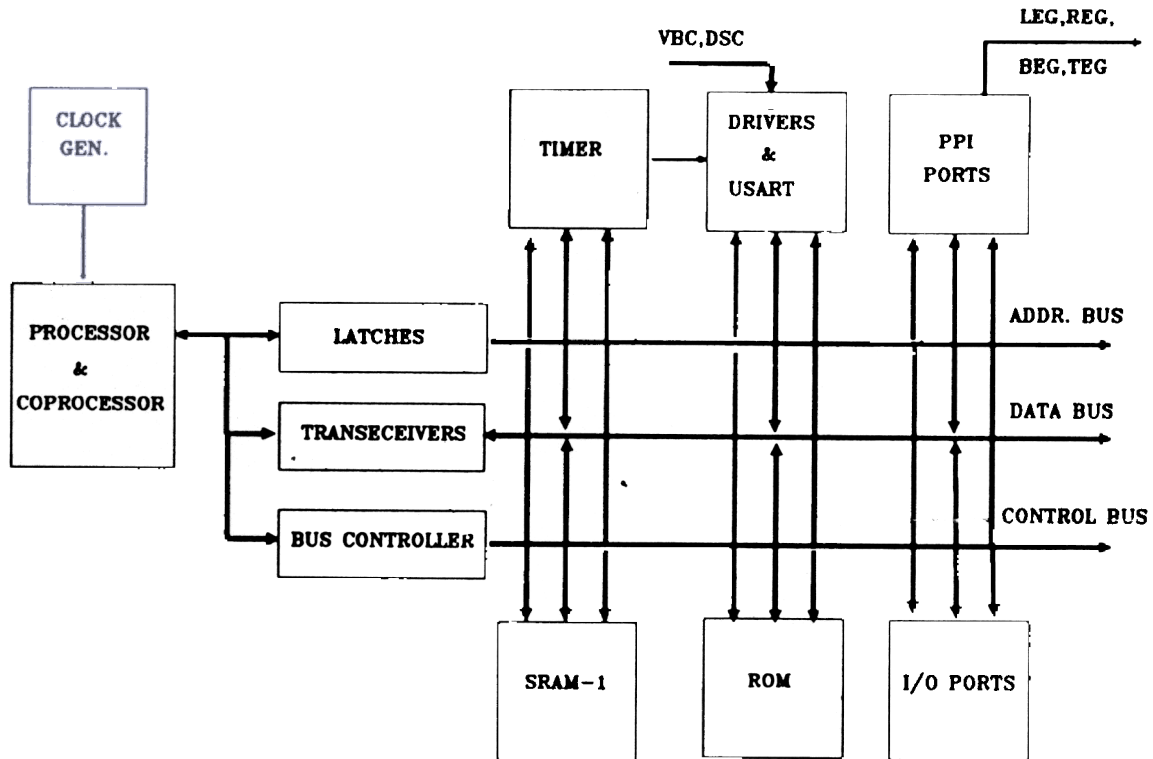 LEG,REG,
VBC,DSC
BEG,TEG
CLOCK
GEN.
TIMER
DRIVERS
&
USART
PPI
PORTS
PROCESSOR
&
COPROCESSOR
LATCHES
ADDR. BUS
TRANSECEIVERS
DATA BUS
BUS CONTROLLER
CONTROL BUS
SRAM-1
ROM
I/O PORTS